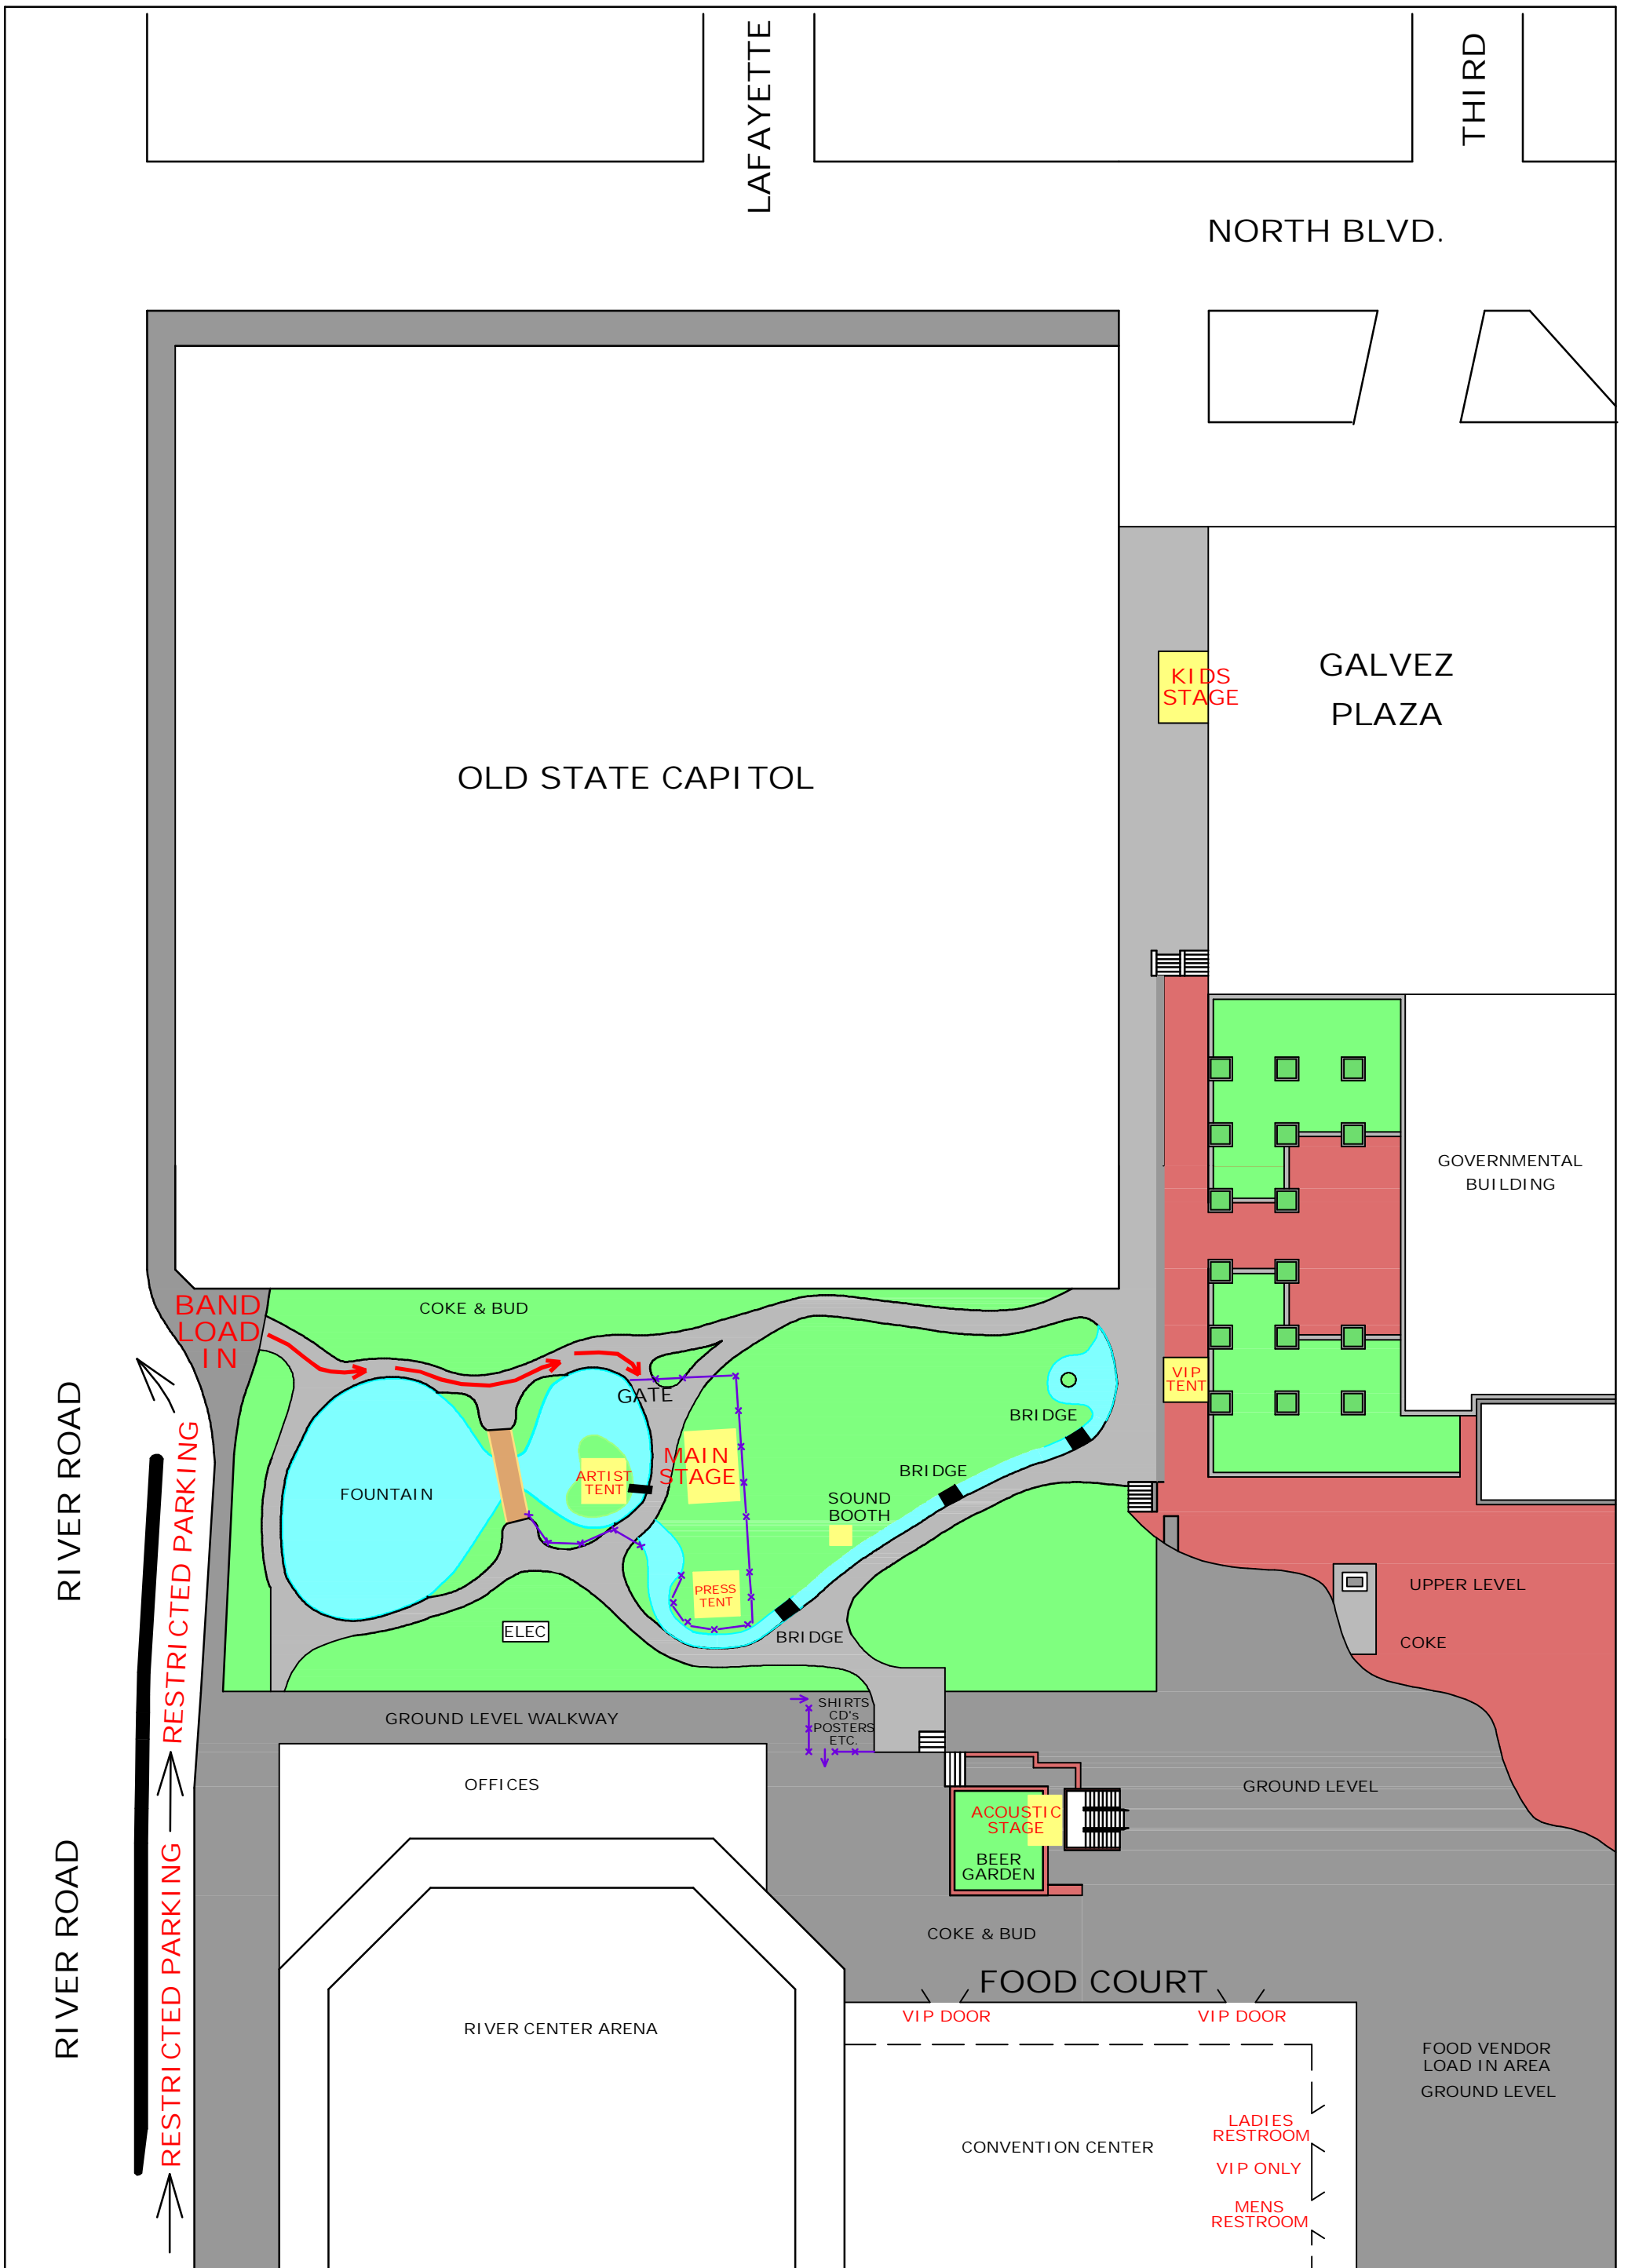 LAFAYETTE
THIRD
NORTH BLVD.
KIDS
STAGE
GALVEZ
PLAZA
OLD STATE CAPITOL
GOVERNMENTAL
BUILDING
BAND
LOAD
IN
COKE & BUD
GATE
VIP
TENT
BRIDGE
MAIN
STAGE
ARTIST
TENT
BRIDGE
FOUNTAIN
SOUND
BOOTH
RIVER ROAD
RESTRICTED PARKING
PRESS
TENT
UPPER LEVEL
ELEC
BRIDGE
COKE
GROUND LEVEL WALKWAY
SHIRTS
CD's
POSTERS
ETC.
OFFICES
GROUND LEVEL
ACOUSTIC
STAGE
BEER
GARDEN
RIVER ROAD
RESTRICTED PARKING
COKE & BUD
FOOD COURT
VIP DOOR
VIP DOOR
RIVER CENTER ARENA
FOOD VENDOR
LOAD IN AREA
GROUND LEVEL
LADIES
RESTROOM
CONVENTION CENTER
VIP ONLY
MENS
RESTROOM